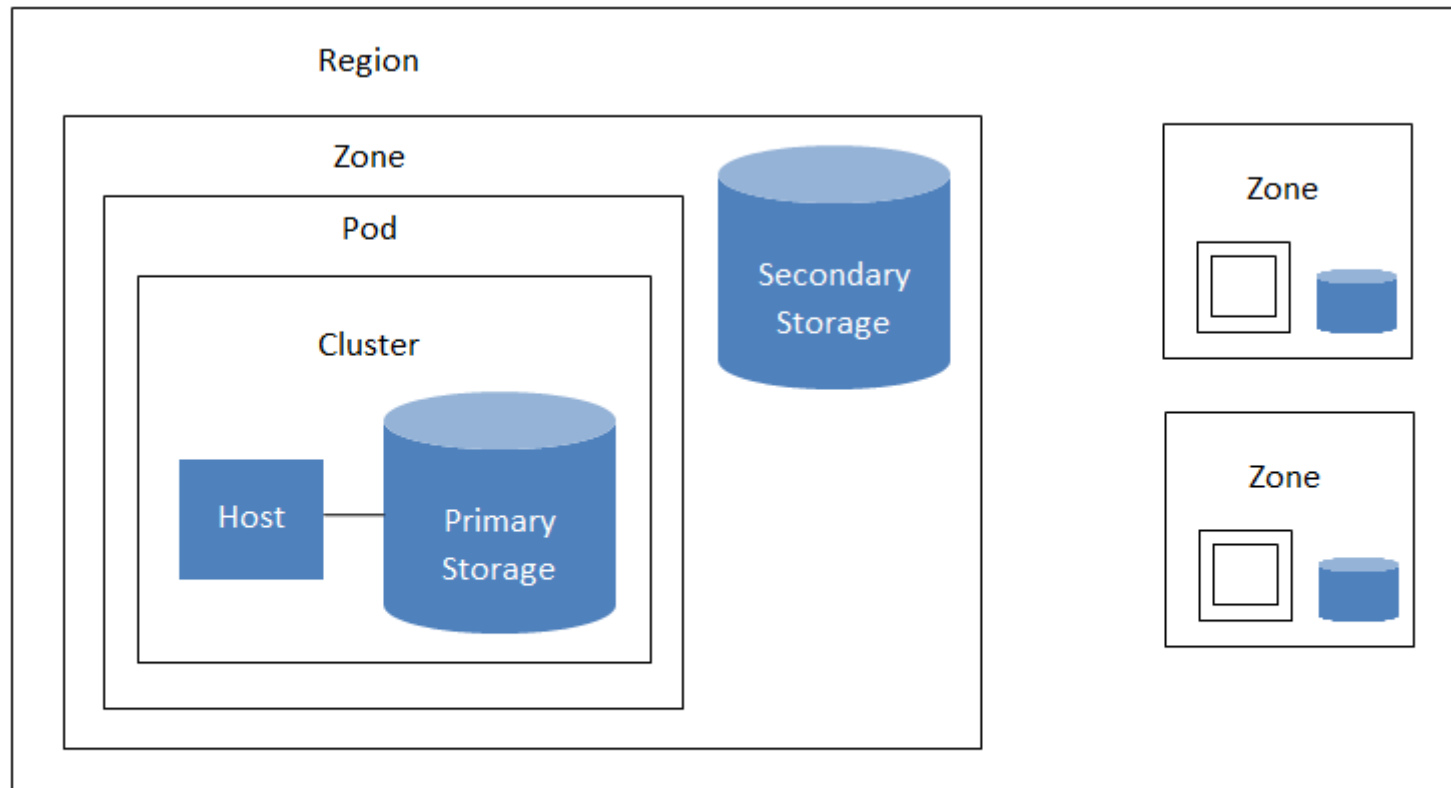 Region
Zone
Pod
Cluster
Host
Primary
Storage
Secondary
Storage
Zone
Zone